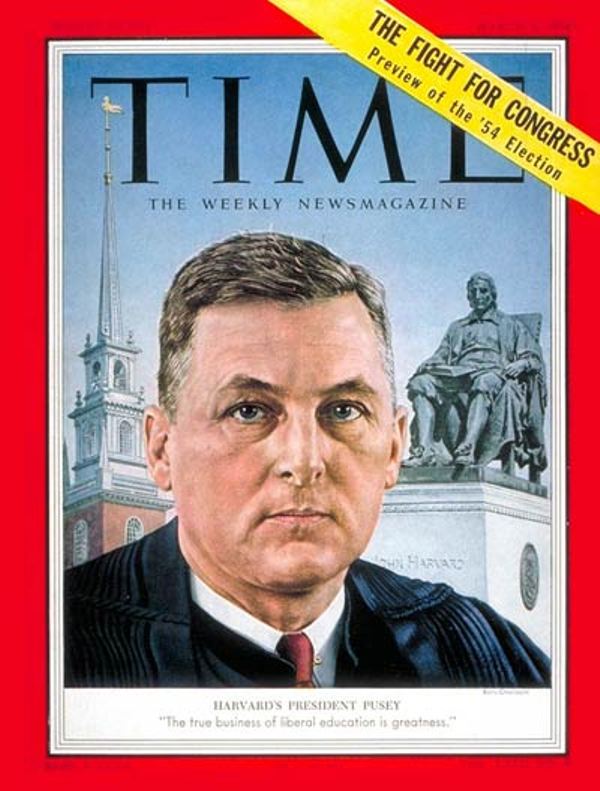 THE FIGHT FOR CONGRESS
Preview of the '54 Election
TIME
THE WEEKLY NEWSMAGAZINE
JOHN HARVARD
HARVARD'S PRESIDENT PUSEY
"The true business of liberal education is greatness."